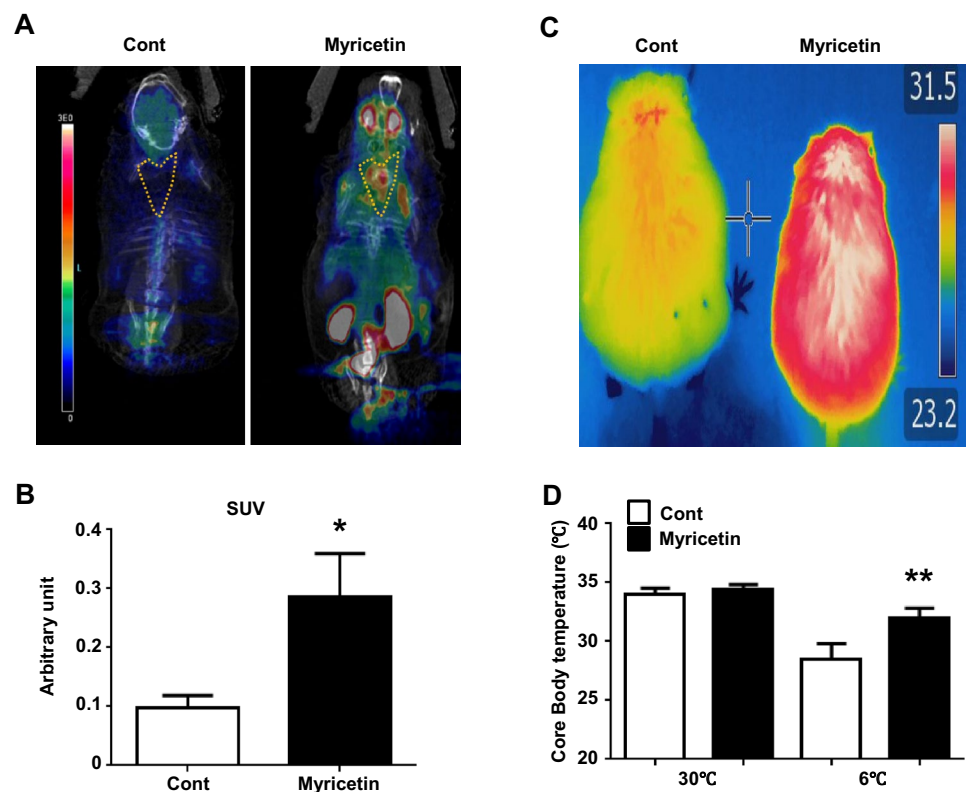 A
Cont
Myricetin
3E0
L
0
C
Cont
Myricetin
31.5
23.2
B
SUV
*
Arbitrary unit
0.4
0.3
0.2
0.1
0
Cont
Myricetin
D
Cont
Myricetin
**
Core Body temperature (℃)
40
35
30
25
20
30℃
6℃